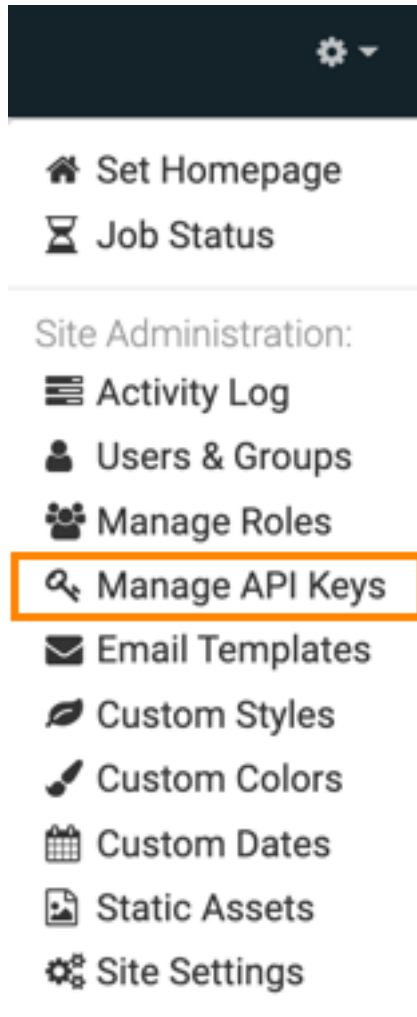 Set Homepage
Job Status
Site Administration:
Activity Log
Users & Groups
Manage Roles
Manage API Keys
Email Templates
Custom Styles
Custom Colors
Custom Dates
Static Assets
Site Settings